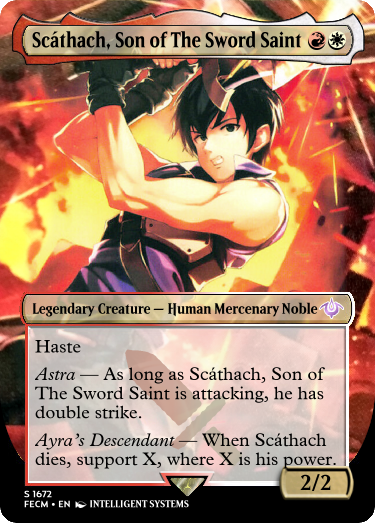 Scáthach, Son of The Sword Saint
Legendary Creature — Human Mercenary Noble
Haste
Astra — As long as Scáthach, Son of
The Sword Saint is attacking, he has
double strike.
Ayra's Descendant — When Scáthach
dies, support X, where X is his power.
2/2
S 1672
FECM • EN INTELLIGENT SYSTEMS